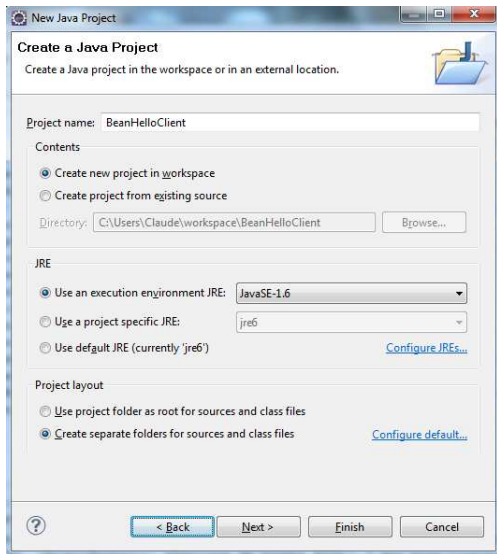 New Java Project
Create a Java Project
Create a Java project in the workspace or in an external location.
Project name: BeanHelloClient
Contents
Create new project in workspace
Create project from existing source
Directory: C:\Users\Claude\workspace\BeanHelloClient Browse...
JRE
Use an execution environment JRE: JavaSE-1.6
Use a project specific JRE: jre6
Use default JRE (currently 'jre6') Configure JREs...
Project layout
Use project folder as root for sources and class files
Create separate folders for sources and class files Configure default...
? < Back Next > Finish Cancel